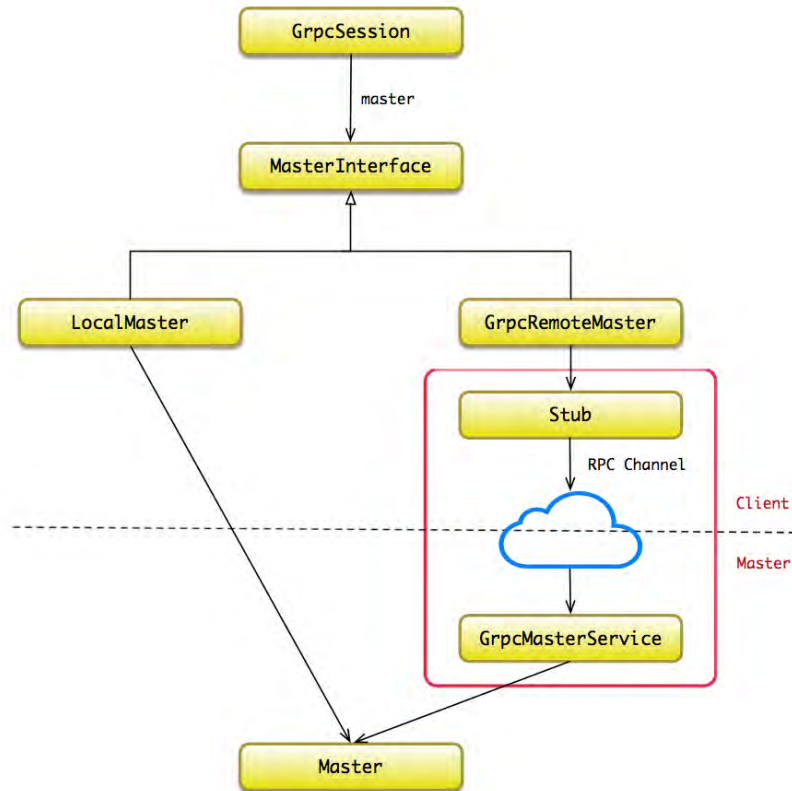 GrpcSession
master
MasterInterface
LocalMaster
GrpcRemoteMaster
Stub
RPC Channel
Client
Master
GrpcMasterService
Master